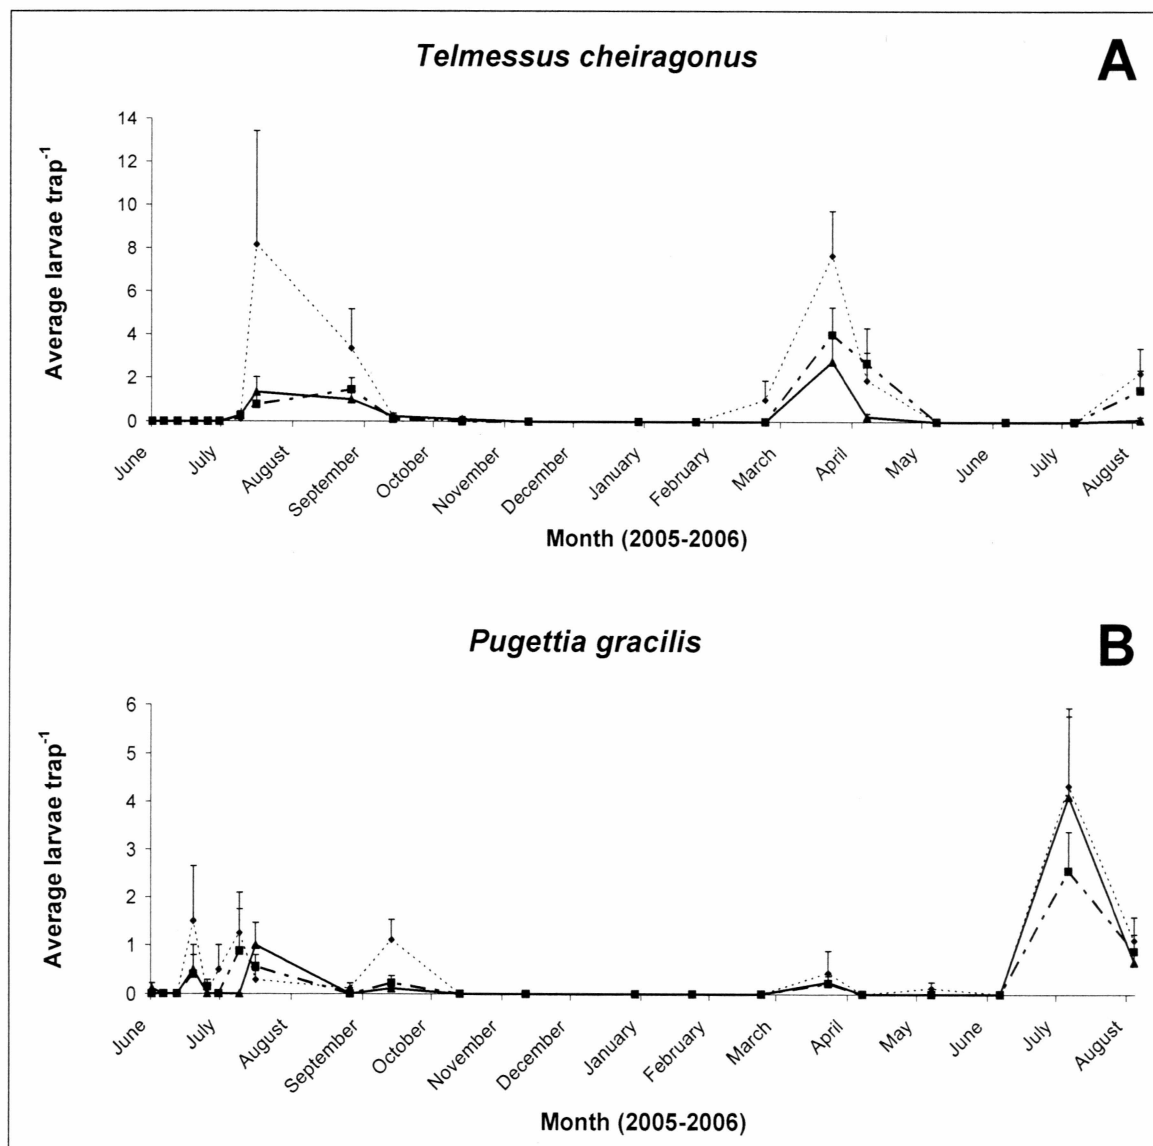 Telmessus cheiragonus
A
Average larvae trap-1
14
12
10
8
6
4
2
0
June
July
August
September
October
November
December
January
February
March
April
May
June
July
August
Month (2005-2006)
Pugettia gracilis
B
Average larvae trap-1
6
5
4
3
2
1
0
June
July
August
September
October
November
December
January
February
March
April
May
June
July
August
Month (2005-2006)